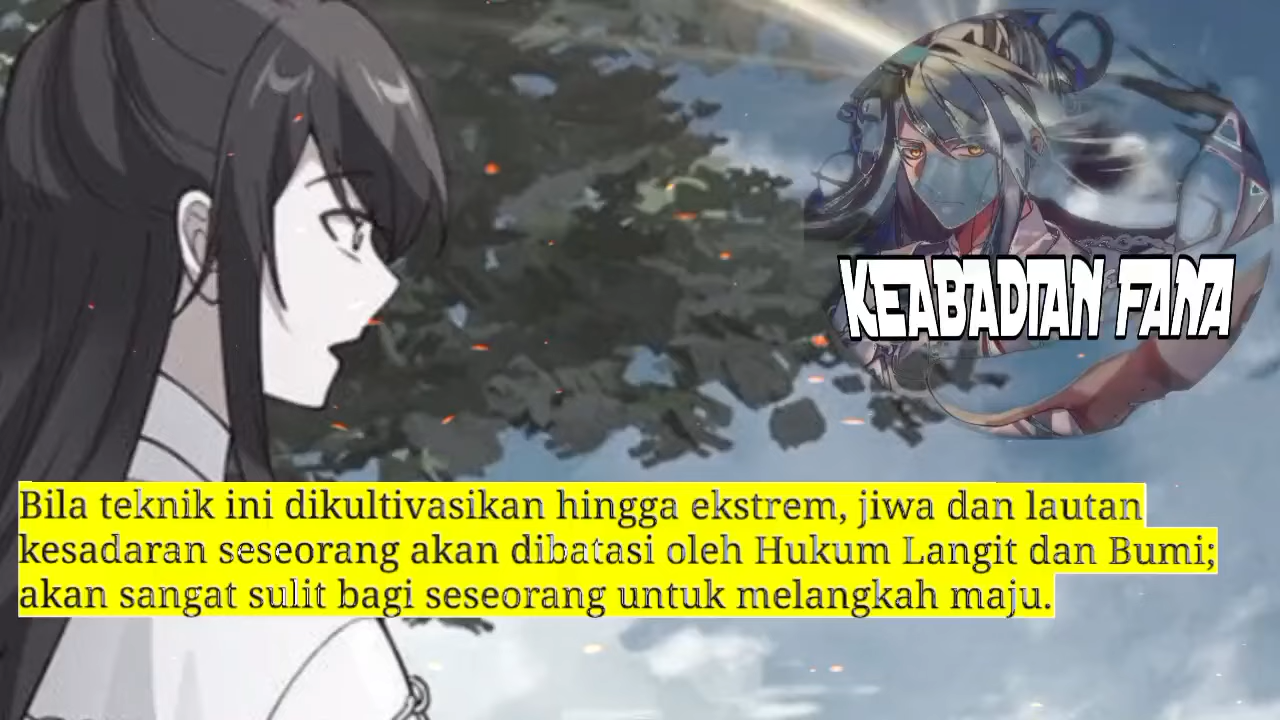 KEABADIAN FANA
Bila teknik ini dikultivasikan hingga ekstrem, jiwa dan lautan
kesadaran seseorang akan dibatasi oleh Hukum Langit dan Bumi;
akan sangat sulit bagi seseorang untuk melangkah maju.